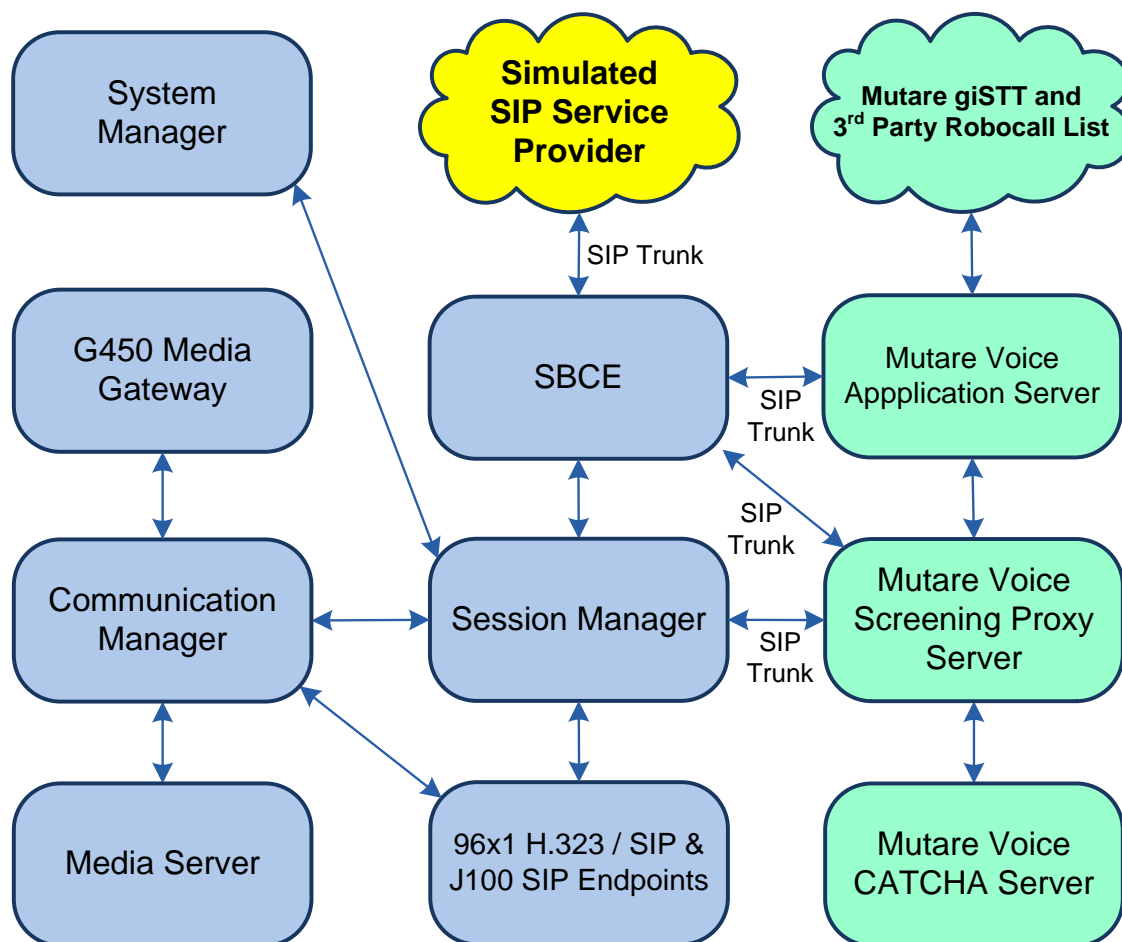 System
Manager
Simulated
SIP Service
Provider
Mutare giSTT and
3rd Party Robocall List
SIP Trunk
G450 Media
Gateway
SBCE
Mutare Voice
Appplication Server
SIP
Trunk
SIP
Trunk
Communication
Manager
Session Manager
Mutare Voice
Screening Proxy
Server
SIP
Trunk
Media Server
96x1 H.323 / SIP &
J100 SIP Endpoints
Mutare Voice
CATCHA Server